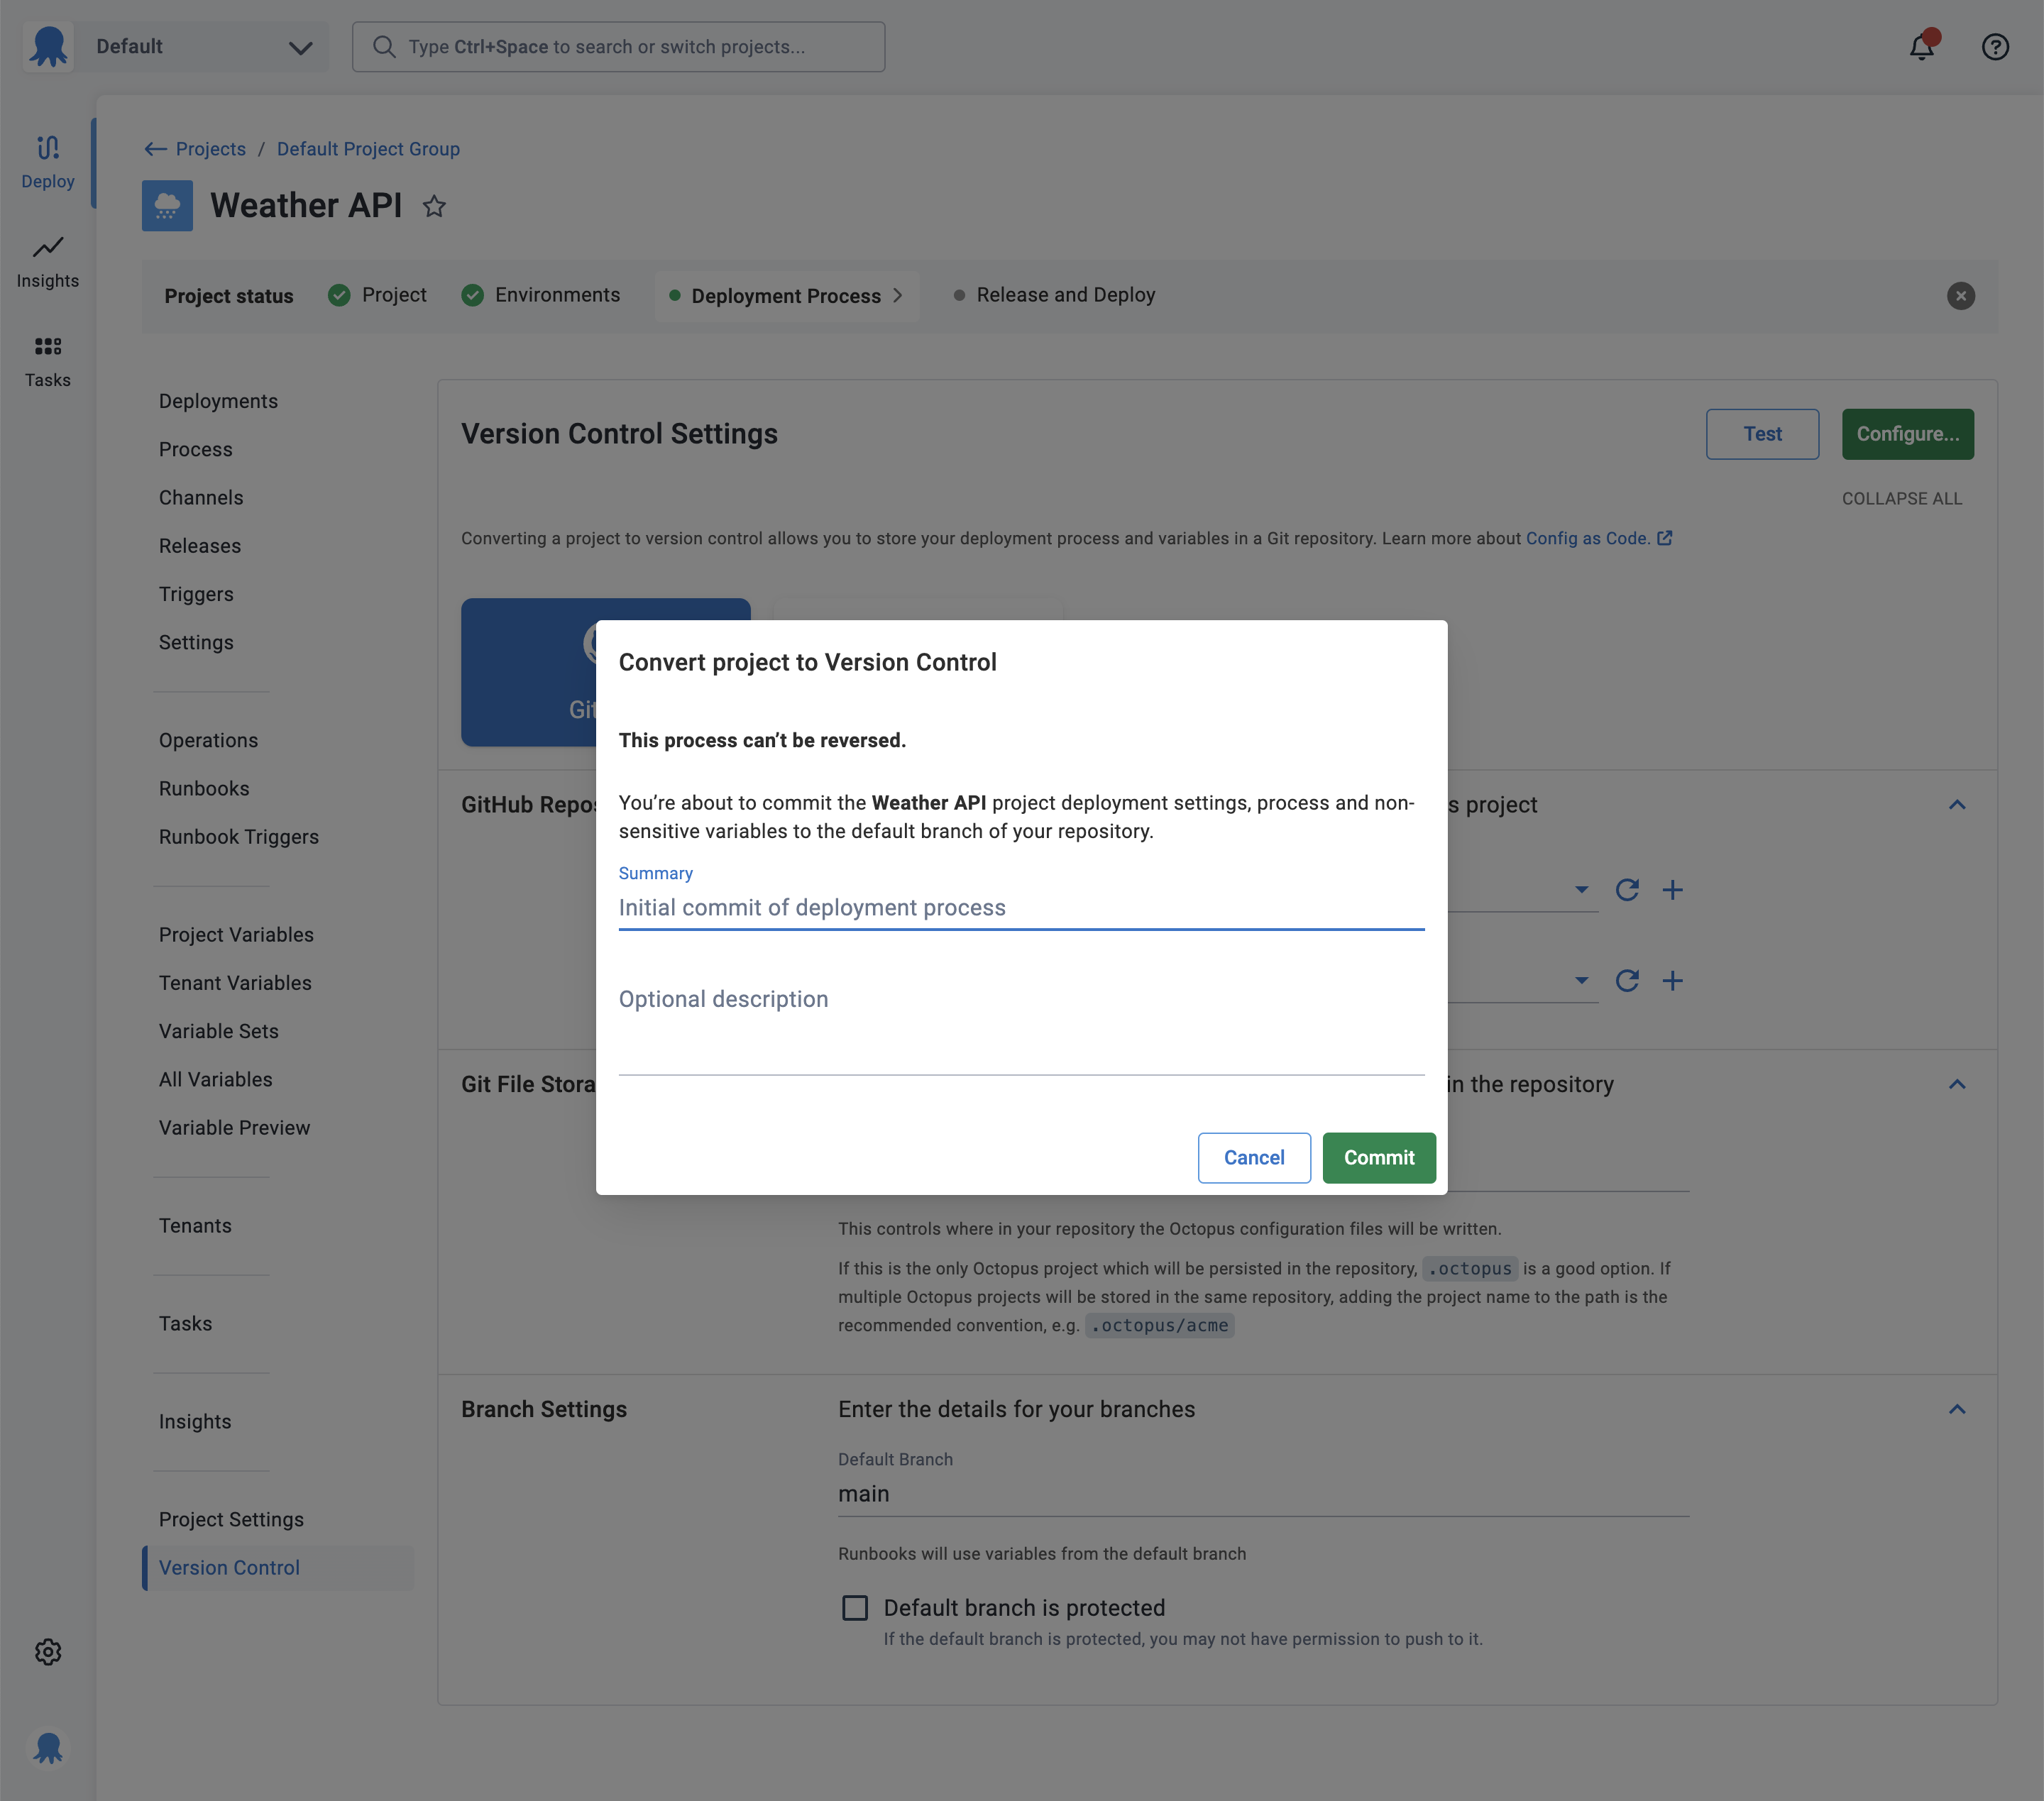 Default
Type Ctrl+Space to search or switch projects...
Deploy
Insights
Tasks
Projects / Default Project Group
Weather API
Project status
Project
Environments
Deployment Process
Release and Deploy
Deployments
Process
Channels
Releases
Triggers
Settings
Operations
Runbooks
Runbook Triggers
Project Variables
Tenant Variables
Variable Sets
All Variables
Variable Preview
Tenants
Tasks
Insights
Project Settings
Version Control
Version Control Settings
Test
Configure...
COLLAPSE ALL
Converting a project to version control allows you to store your deployment process and variables in a Git repository. Learn more about Config as Code.
Git
Convert project to Version Control
This process can’t be reversed.
You’re about to commit the Weather API project deployment settings, process and non-
sensitive variables to the default branch of your repository.
Summary
Initial commit of deployment process
Optional description
Cancel
Commit
GitHub Repos
s project
Git File Stora
in the repository
This controls where in your repository the Octopus configuration files will be written.
If this is the only Octopus project which will be persisted in the repository, .octopus is a good option. If
multiple Octopus projects will be stored in the same repository, adding the project name to the path is the
recommended convention, e.g. .octopus/acme
Branch Settings
Enter the details for your branches
Default Branch
main
Runbooks will use variables from the default branch
Default branch is protected
If the default branch is protected, you may not have permission to push to it.